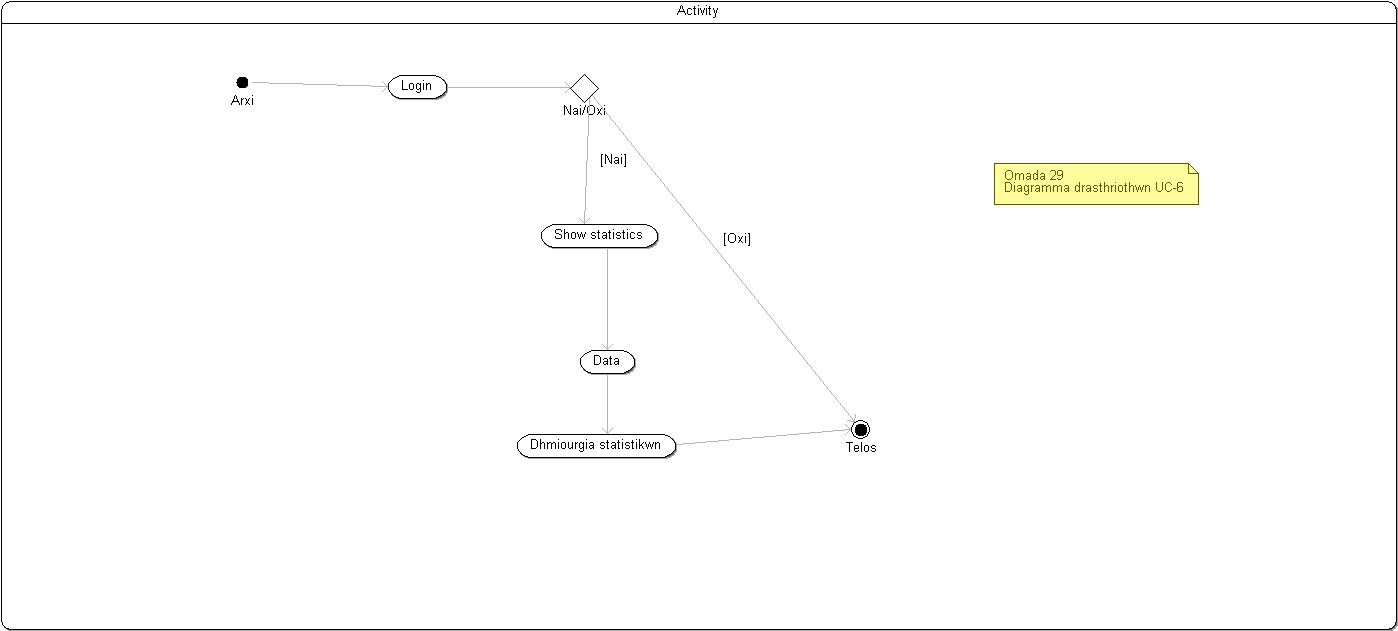 Activity
Arxi
Login
Nai/Oxi
[Nai]
Omada 29
Diagramma drasthriothwn UC-6
Show statistics
[Oxi]
Data
Dhmiourgia statistikwn
Telos